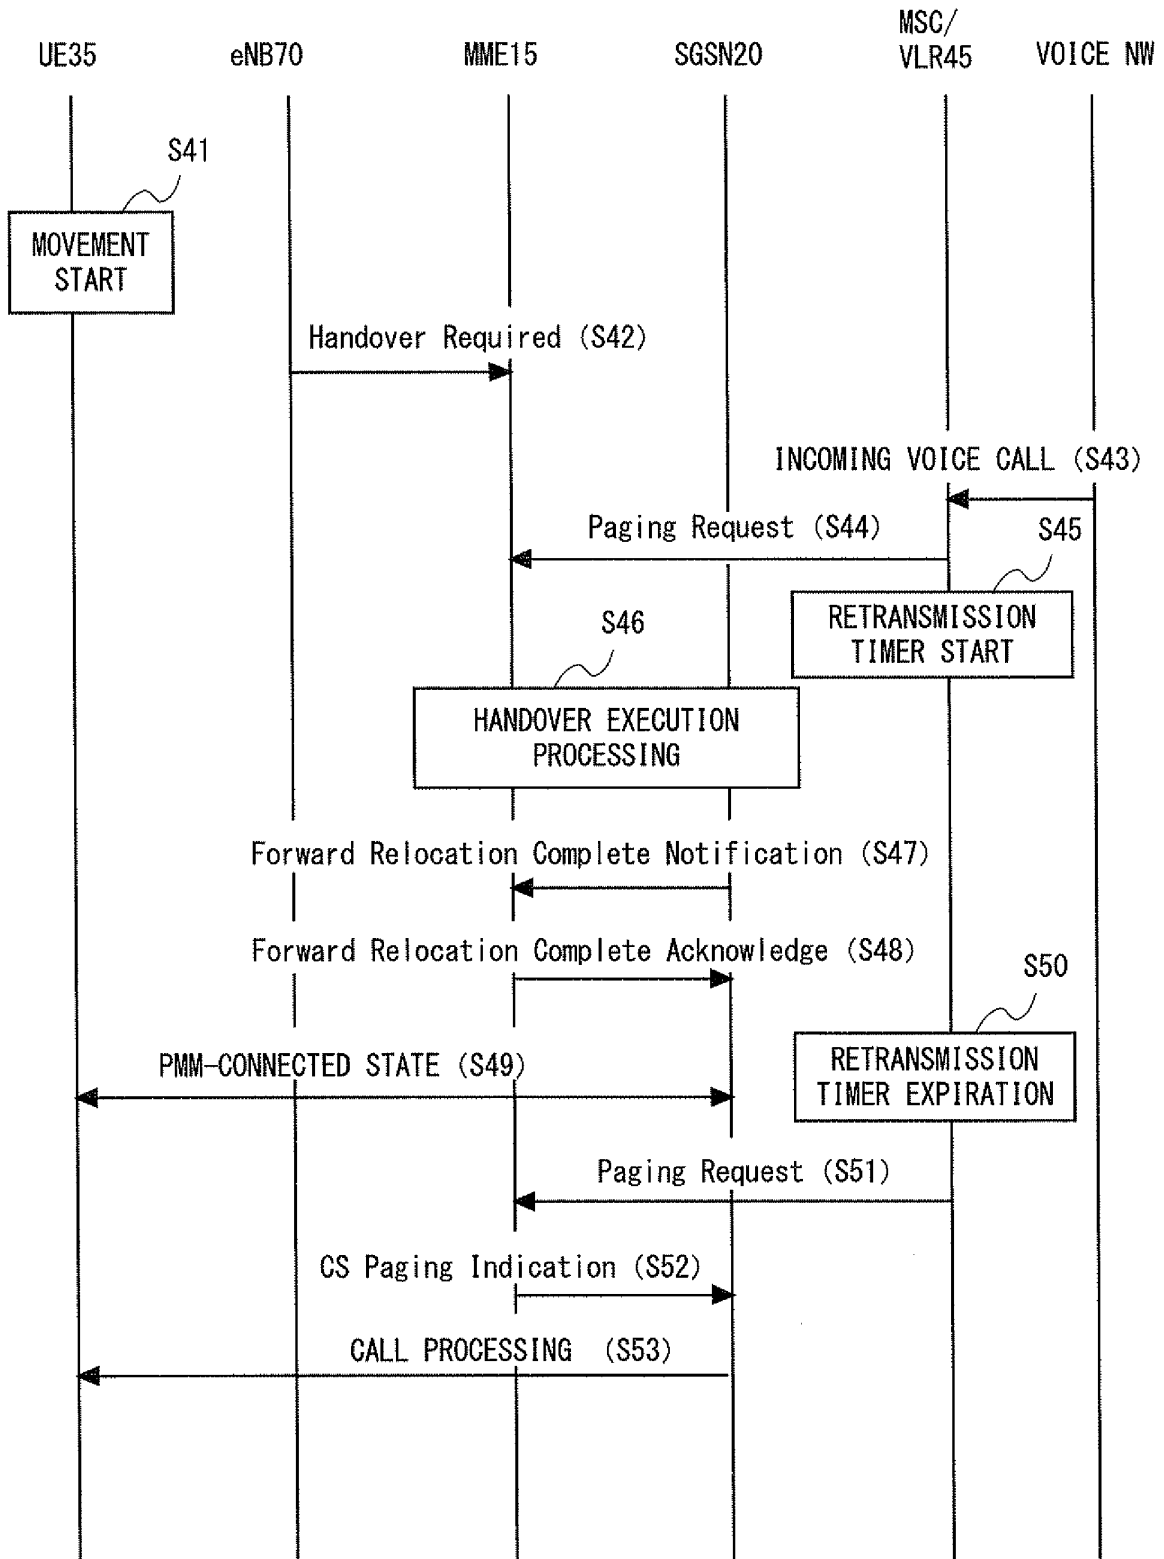 UE35
eNB70
MME15
SGSN20
MSC/
VLR45
VOICE NW
S41
MOVEMENT
START
Handover Required (S42)
INCOMING VOICE CALL (S43)
Paging Request (S44)
S45
RETRANSMISSION
TIMER START
S46
HANDOVER EXECUTION
PROCESSING
Forward Relocation Complete Notification (S47)
Forward Relocation Complete Acknowledge (S48)
S50
RETRANSMISSION
TIMER EXPIRATION
PMM-CONNECTED STATE (S49)
Paging Request (S51)
CS Paging Indication (S52)
CALL PROCESSING (S53)